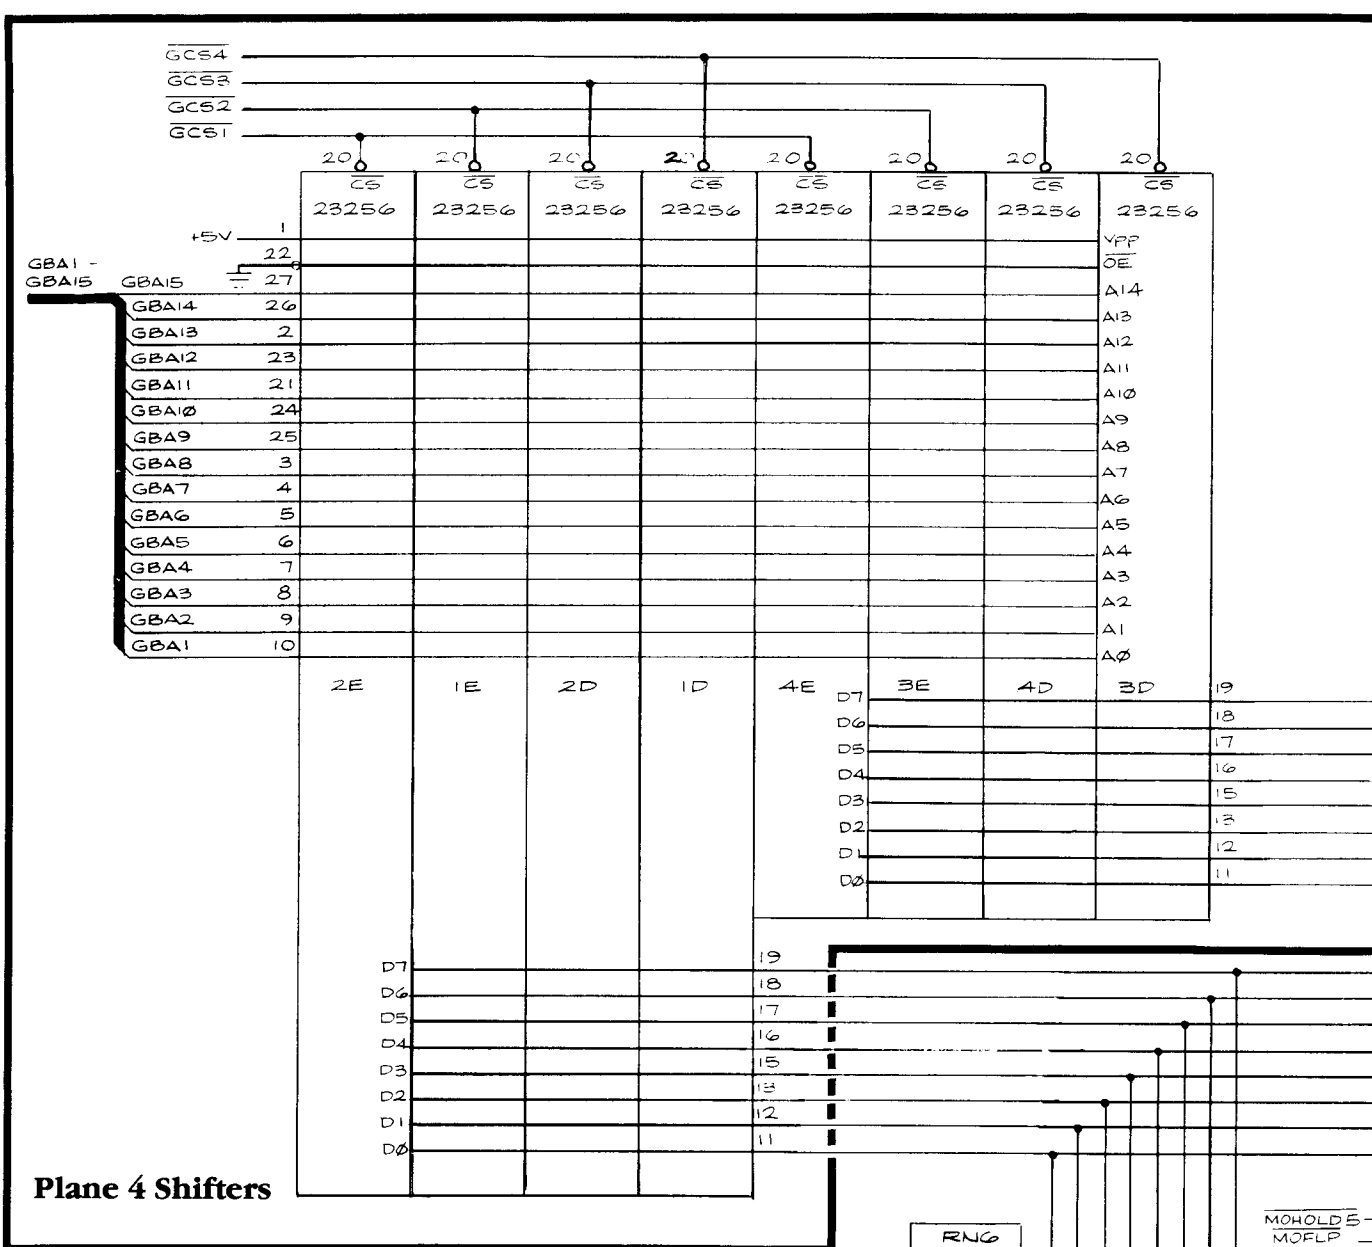 GCS4
GCS3
GCS2
GCS1
20 20 20 20 20 20 20 20
CS CS CS CS CS CS CS CS
23256 23256 23256 23256 23256 23256 23256 23256
+5V 1 VPP
22 OE
GBA1 -
GBA15 GBA15 27 A14
GBA14 26 A13
GBA13 2 A12
GBA12 23 A11
GBA11 21 A1Ø
GBA1Ø 24 A9
GBA9 25 A8
GBA8 3 A7
GBA7 4 A6
GBA6 5 A5
GBA5 6 A4
GBA4 7 A3
GBA3 8 A2
GBA2 9 A1
GBA1 10 AØ
2E 1E 2D 1D 4E 3E 4D 3D
D7 19
D6 18
D5 17
D4 16
D3 15
D2 13
D1 12
DØ 11
D7 19
D6 18
D5 17
D4 16
D3 15
D2 13
D1 12
DØ 11
Plane 4 Shifters
RN6
MOHOLD5
MOFLP